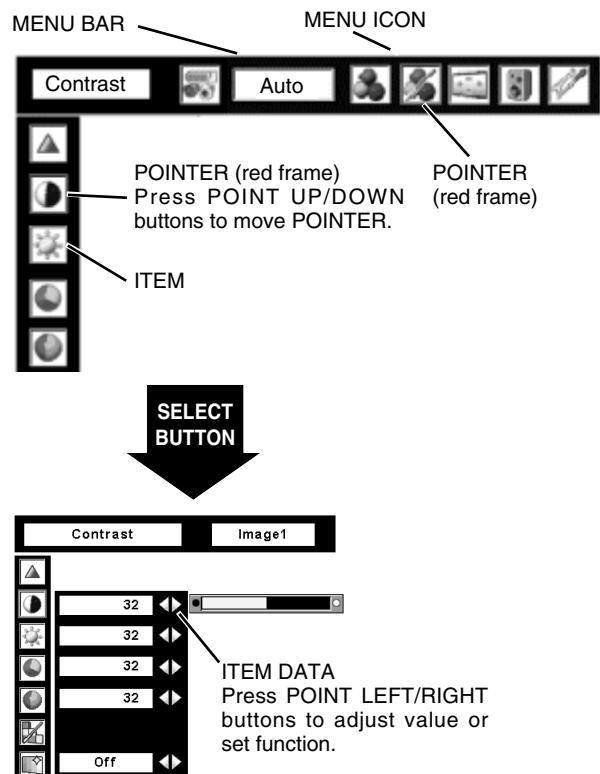 MENU BAR
MENU ICON
Contrast
Auto
POINTER (red frame)
Press POINT UP/DOWN
buttons to move POINTER.
POINTER
(red frame)
ITEM
SELECT
BUTTON
Contrast
Image1
32
32
32
32
Off
ITEM DATA
Press POINT LEFT/RIGHT
buttons to adjust value or
set function.